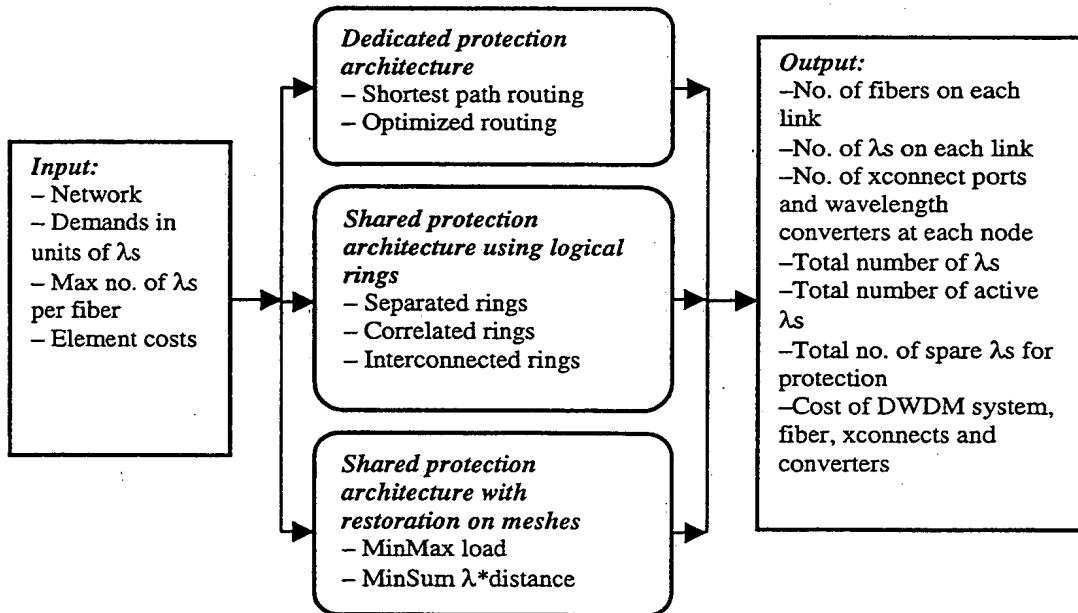 Input:
– Network
– Demands in
units of λs
– Max no. of λs
per fiber
– Element costs
Dedicated protection
architecture
– Shortest path routing
– Optimized routing
Shared protection
architecture using logical
rings
– Separated rings
– Correlated rings
– Interconnected rings
Shared protection
architecture with
restoration on meshes
– MinMax load
– MinSum λ*distance
Output:
–No. of fibers on each
link
–No. of λs on each link
–No. of xconnect ports
and wavelength
converters at each node
–Total number of λs
–Total number of active
λs
–Total no. of spare λs for
protection
–Cost of DWDM system,
fiber, xconnects and
converters